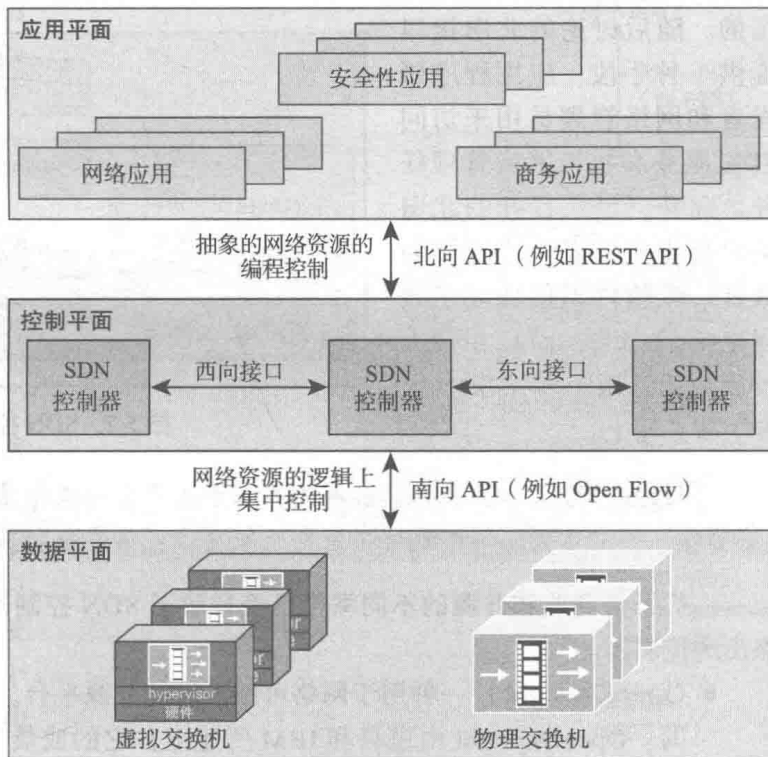 应用平面
安全性应用
网络应用
商务应用
抽象的网络资源的
编程控制
北向 API（例如 REST API）
控制平面
SDN
控制器
西向接口
SDN
控制器
东向接口
SDN
控制器
网络资源的逻辑上
集中控制
南向 API（例如 Open Flow）
数据平面
hypervisor
硬件
虚拟交换机
物理交换机